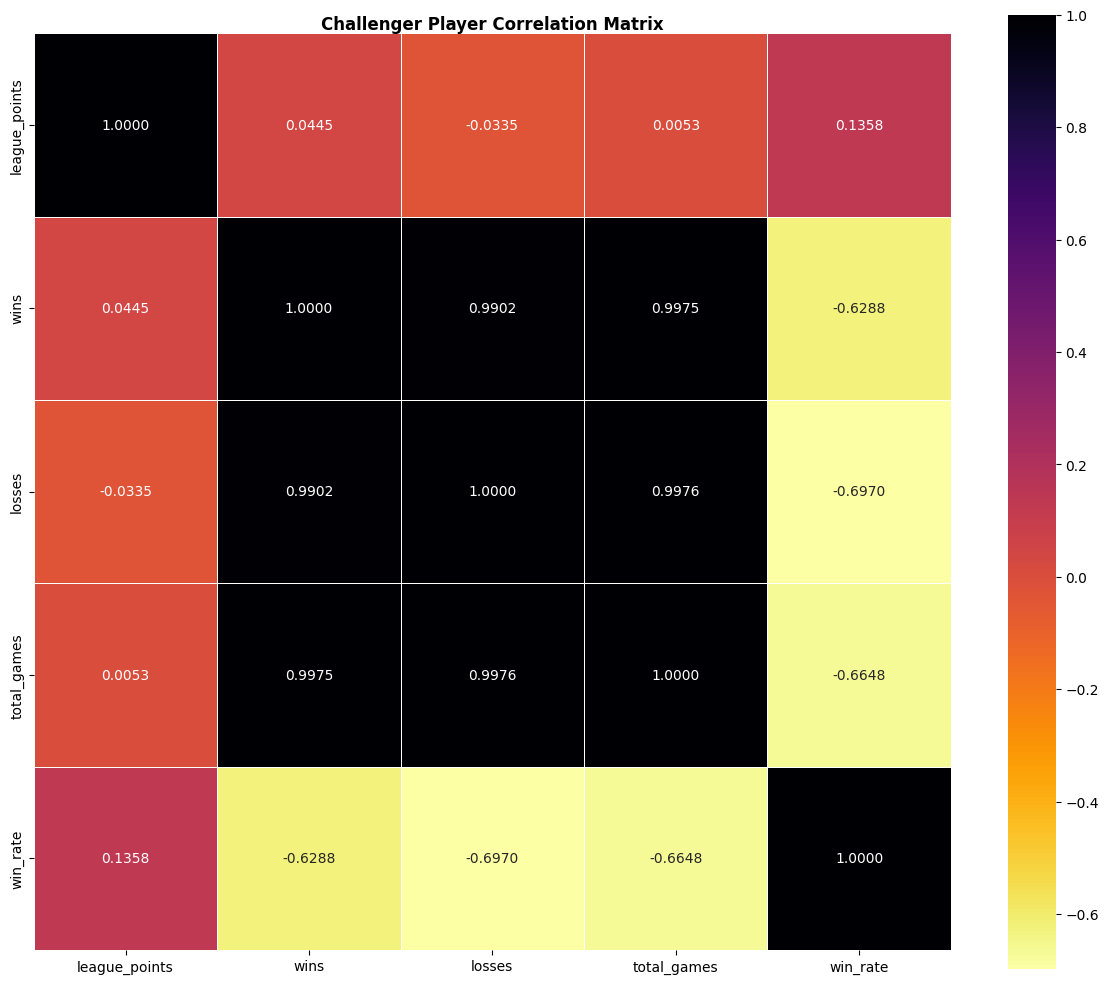 Challenger Player Correlation Matrix
league_points 1.0000 0.0445 -0.0335 0.0053 0.1358
wins 0.0445 1.0000 0.9902 0.9975 -0.6288
losses -0.0335 0.9902 1.0000 0.9976 -0.6970
total_games 0.0053 0.9975 0.9976 1.0000 -0.6648
win_rate 0.1358 -0.6288 -0.6970 -0.6648 1.0000
league_points wins losses total_games win_rate
1.0
0.8
0.6
0.4
0.2
0.0
−0.2
−0.4
−0.6